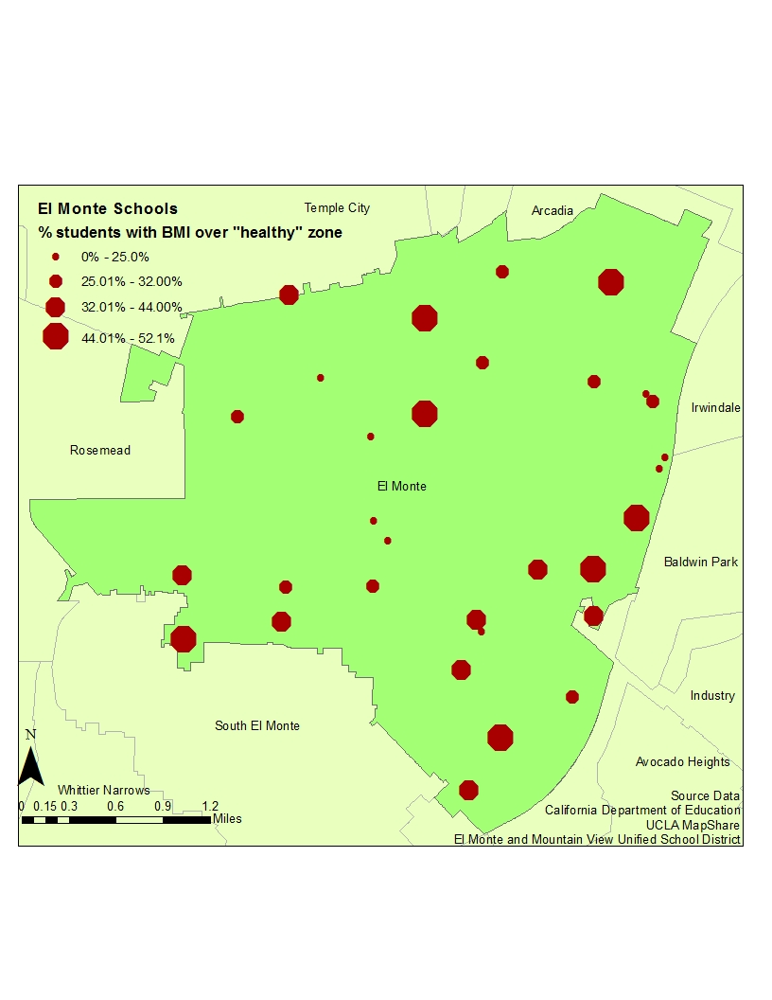 El Monte Schools
% students with BMI over "healthy" zone
0% - 25.0%
25.01% - 32.00%
32.01% - 44.00%
44.01% - 52.1%
Temple City
Arcadia
Irwindale
Rosemead
El Monte
Baldwin Park
Industry
South El Monte
Avocado Heights
N
Whittier Narrows
0 0.15 0.3 0.6 0.9 1.2
Miles
Source Data
California Department of Education
UCLA MapShare
El Monte and Mountain View Unified School District